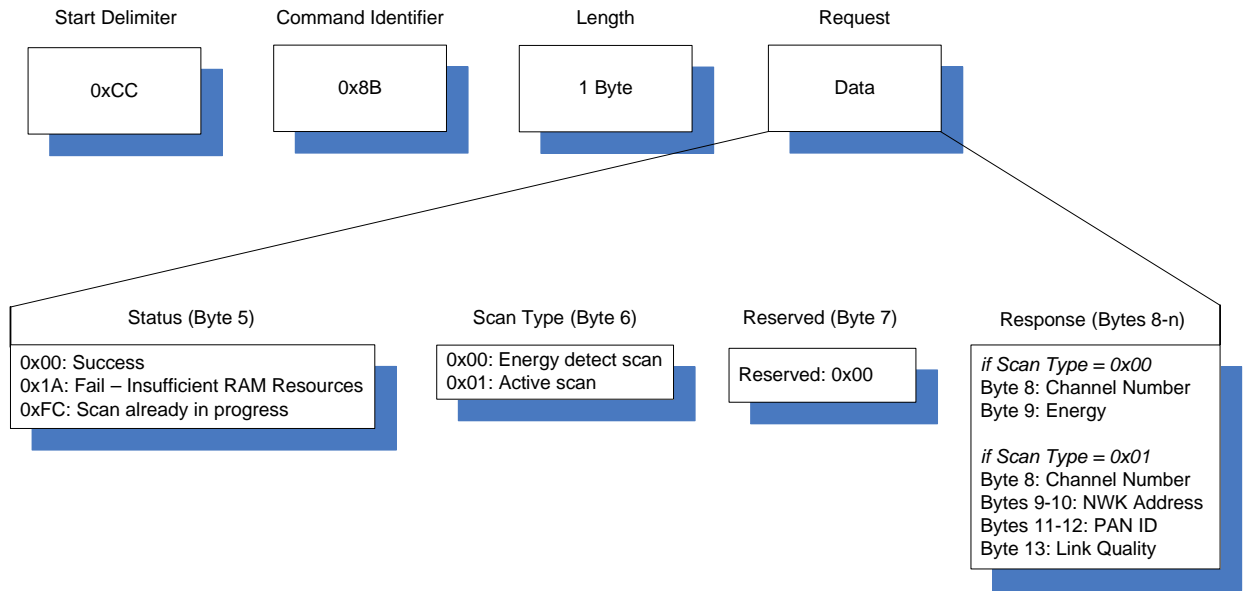 Start Delimiter
Command Identifier
Length
Request
0xCC
0x8B
1 Byte
Data
Status (Byte 5)
Scan Type (Byte 6)
Reserved (Byte 7)
Response (Bytes 8-n)
0x00: Success
0x1A: Fail – Insufficient RAM Resources
0xFC: Scan already in progress
0x00: Energy detect scan
0x01: Active scan
Reserved: 0x00
if Scan Type = 0x00
Byte 8: Channel Number
Byte 9: Energy
if Scan Type = 0x01
Byte 8: Channel Number
Bytes 9-10: NWK Address
Bytes 11-12: PAN ID
Byte 13: Link Quality